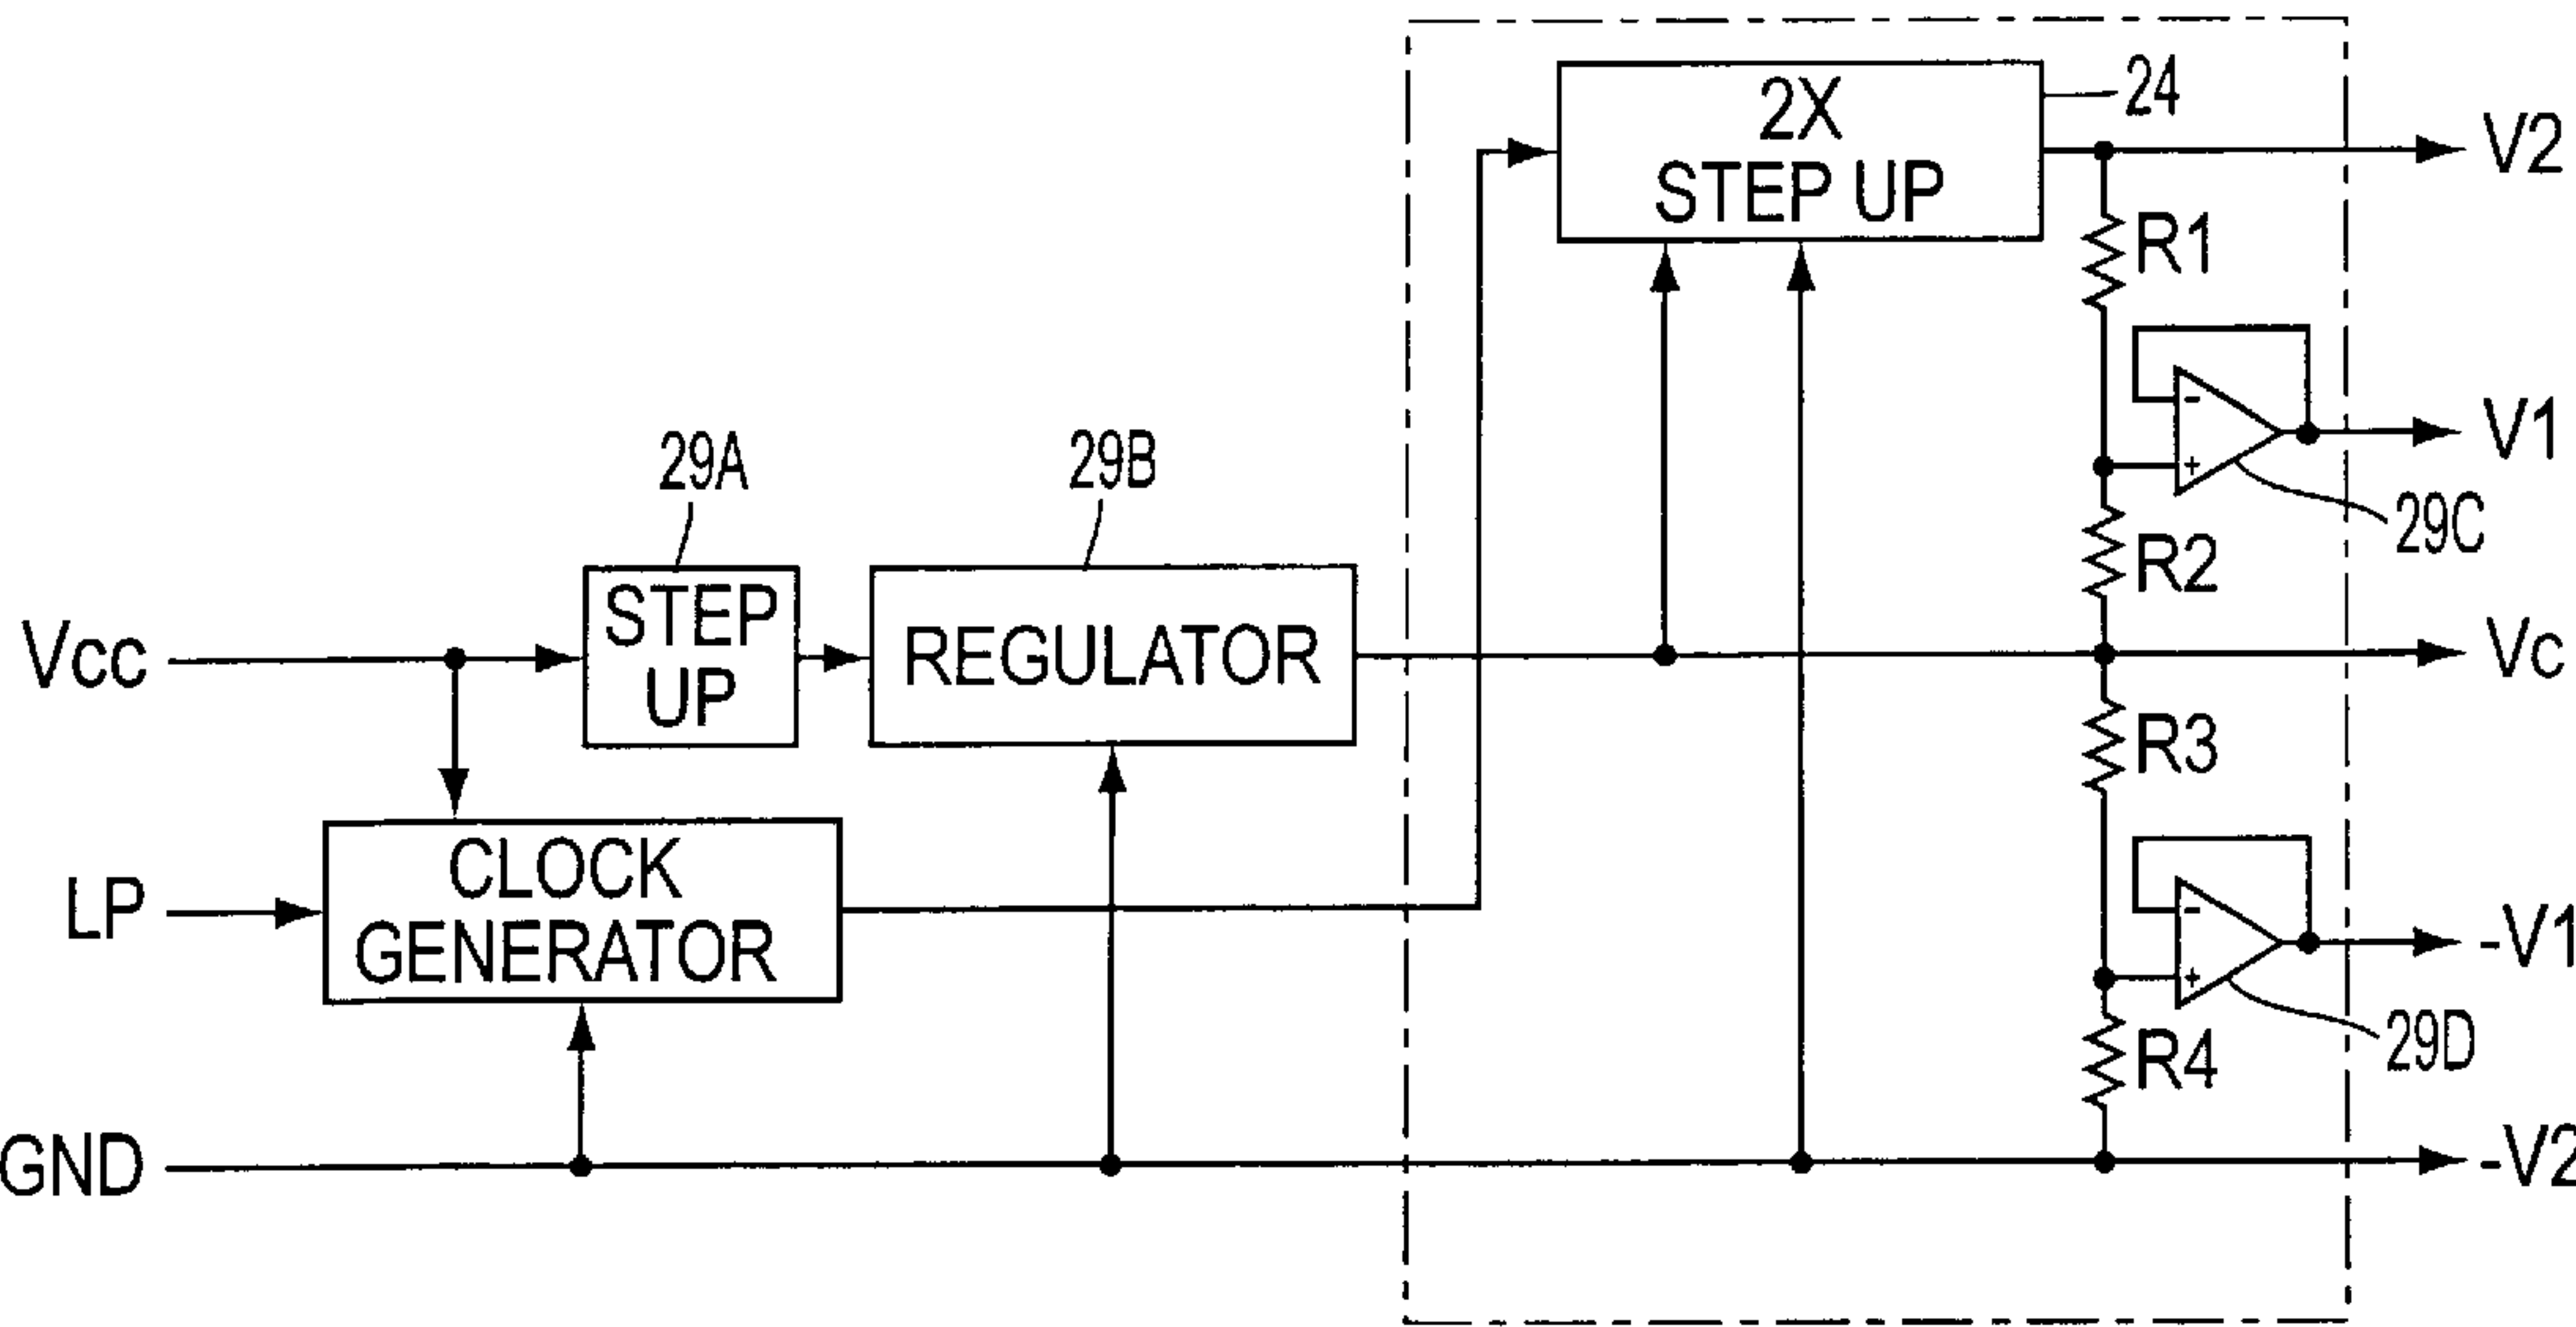 2X
STEP UP
24
V2
R1
V1
29C
R2
29A
29B
Vcc
STEP
UP
REGULATOR
Vc
R3
LP
CLOCK
GENERATOR
-V1
29D
R4
GND
-V2
-
+
-
+